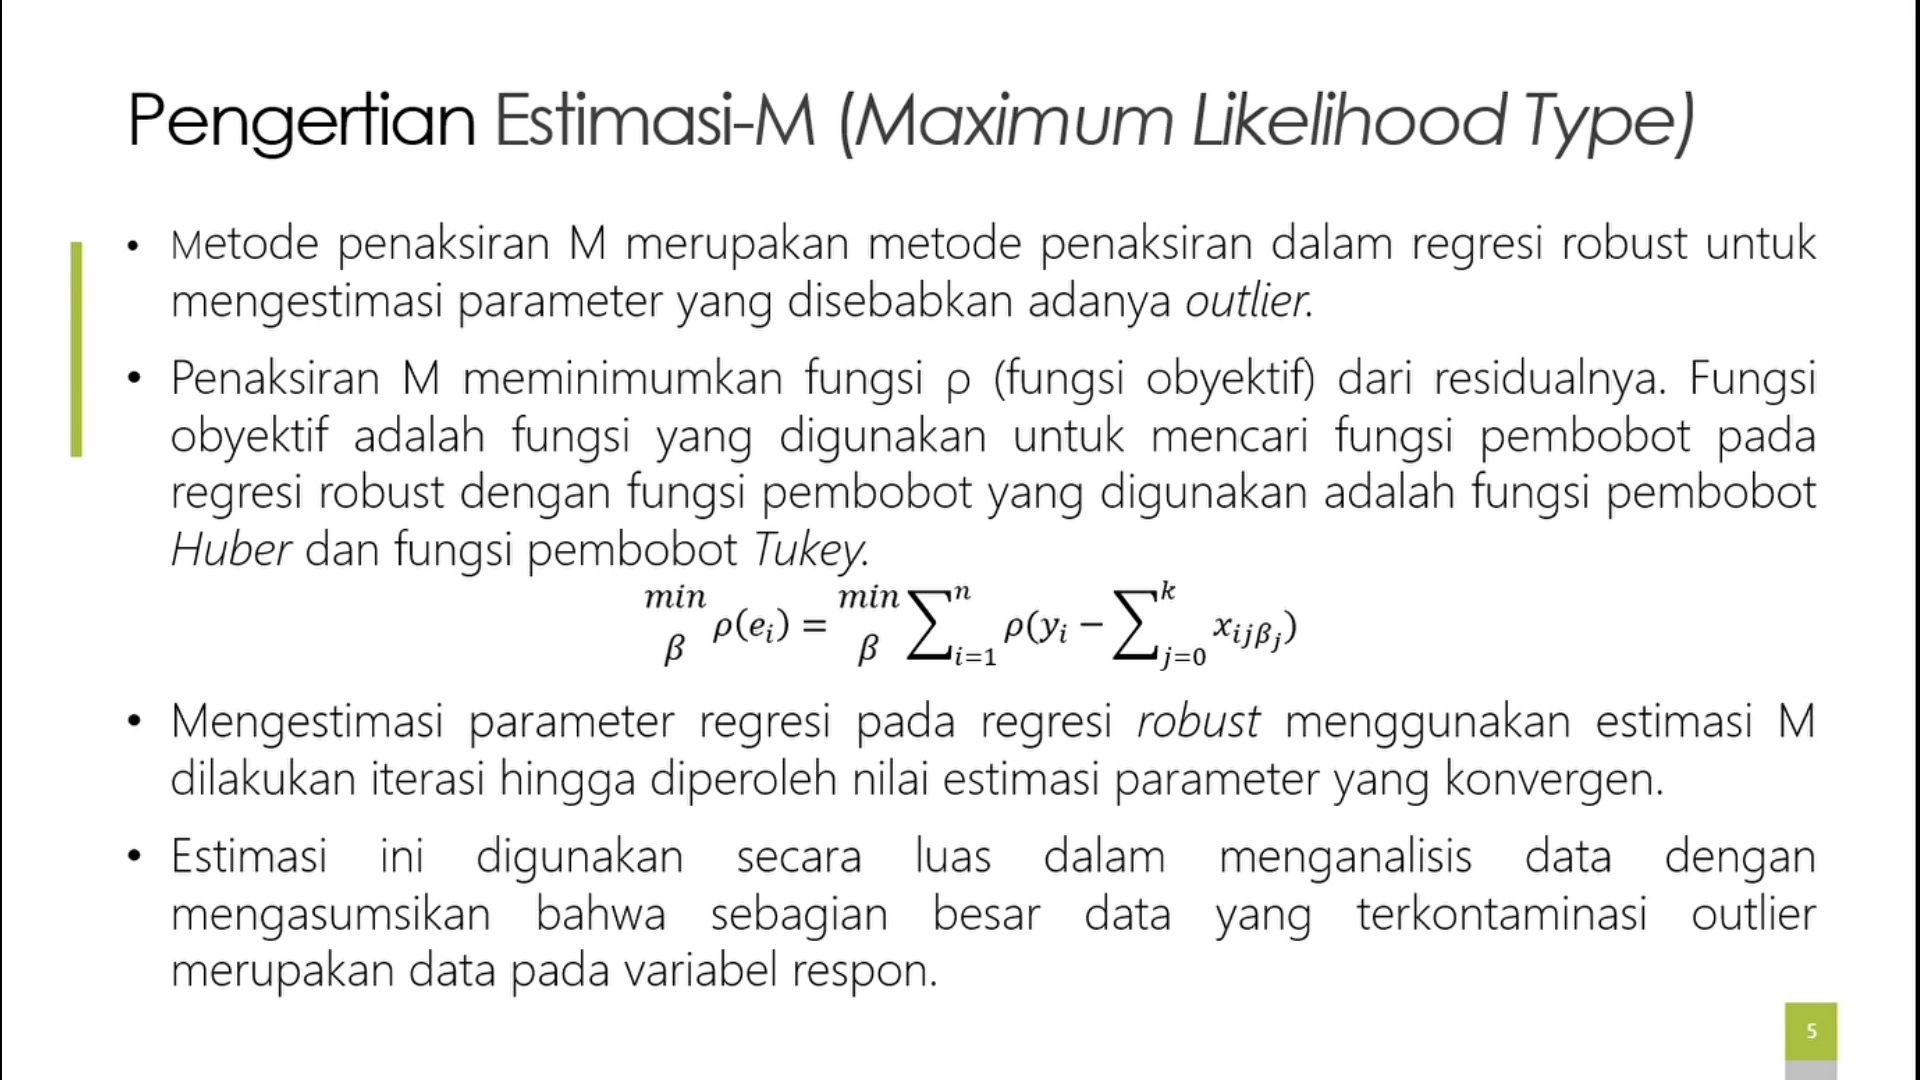 Pengertian Estimasi-M (Maximum Likelihood Type)
• Metode penaksiran M merupakan metode penaksiran dalam regresi robust untuk
mengestimasi parameter yang disebabkan adanya outlier.
• Penaksiran M meminimumkan fungsi ρ (fungsi obyektif) dari residualnya. Fungsi
obyektif adalah fungsi yang digunakan untuk mencari fungsi pembobot pada
regresi robust dengan fungsi pembobot yang digunakan adalah fungsi pembobot
Huber dan fungsi pembobot Tukey.
min_β ρ(e_i) = min_β ∑_{i=1}^{n} ρ(y_i − ∑_{j=0}^{k} x_{ijβ_j})
• Mengestimasi parameter regresi pada regresi robust menggunakan estimasi M
dilakukan iterasi hingga diperoleh nilai estimasi parameter yang konvergen.
• Estimasi ini digunakan secara luas dalam menganalisis data dengan
mengasumsikan bahwa sebagian besar data yang terkontaminasi outlier
merupakan data pada variabel respon.
5